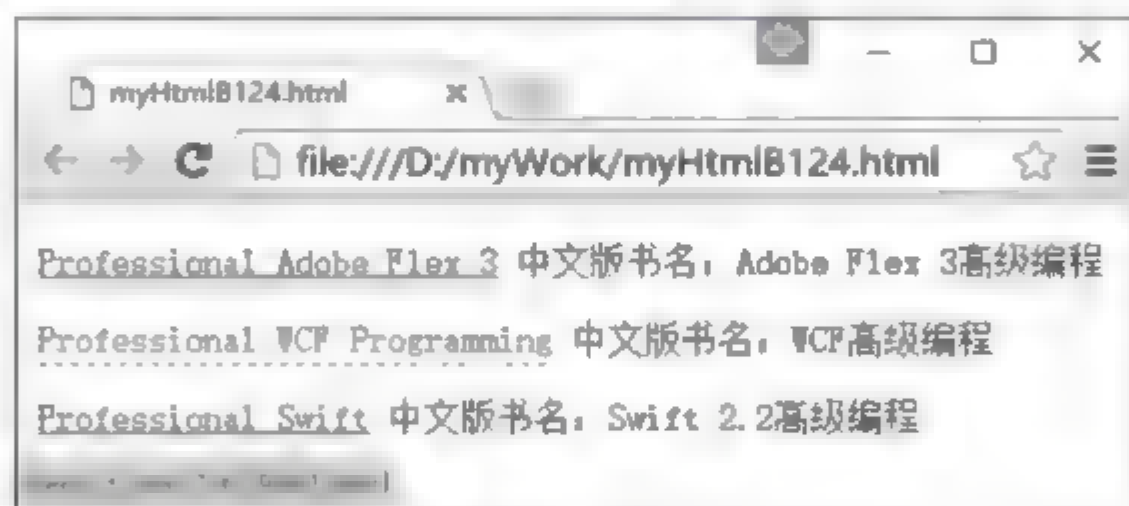 myHtmlB124.html
file:///D:/myWork/myHtmlB124.html
Professional Adobe Flex 3 中文版书名：Adobe Flex 3高级编程
Professional WCF Programming 中文版书名：WCF高级编程
Professional Swift 中文版书名：Swift 2.2高级编程